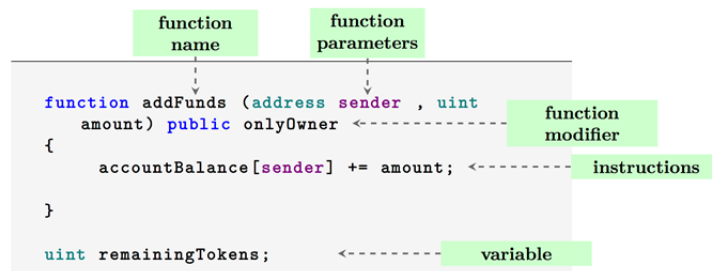 function name
function parameters
function addFunds (address sender , uint
amount) public onlyOwner
function modifier
{
accountBalance[sender] += amount;
instructions
}
uint remainingTokens;
variable